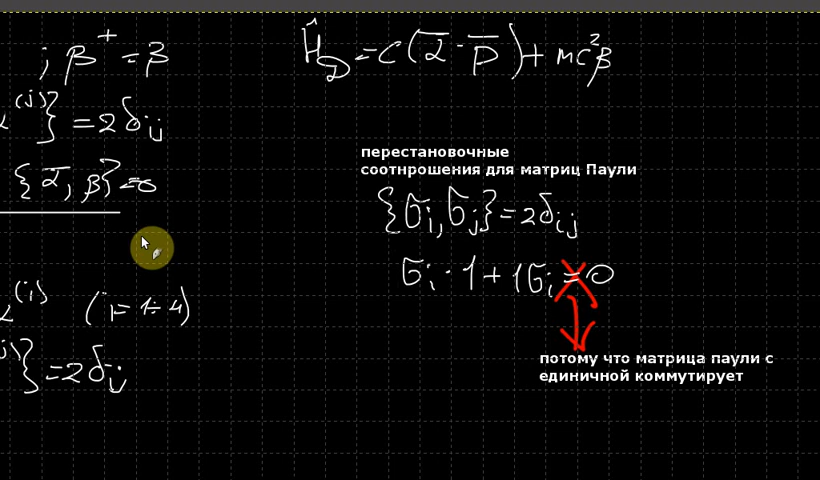 ; β⁺ = β
Ĥ_D = c(α̅ · p̅) + mc²β
α⁽ʲ⁾} = 2δij
{α̅, β} = 0
перестановочные
соотнрошения для матриц Паули
{σi, σj} = 2δij
σi · 1 + 1σi = 0
α⁽ⁱ⁾ (i = 1 ÷ 4)
⁽ʲ⁾} = 2δij
потому что матрица паули с
единичной коммутирует